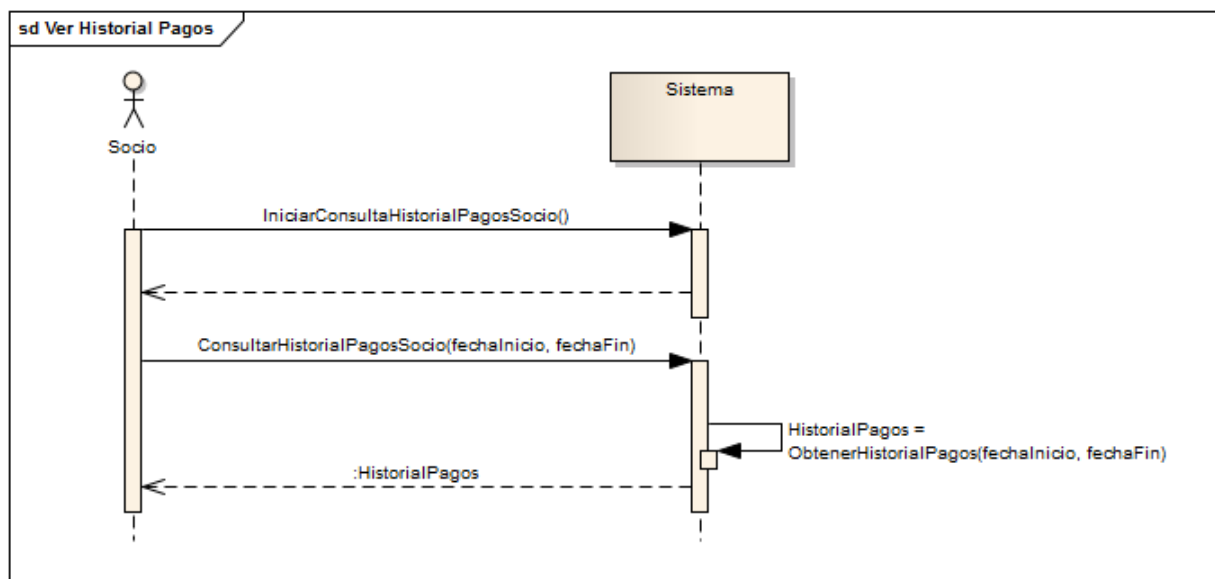 sd Ver Historial Pagos
Sistema
Socio
IniciarConsultaHistorialPagosSocio()
ConsultarHistorialPagosSocio(fechaInicio, fechaFin)
HistorialPagos =
ObtenerHistorialPagos(fechaInicio, fechaFin)
:HistorialPagos